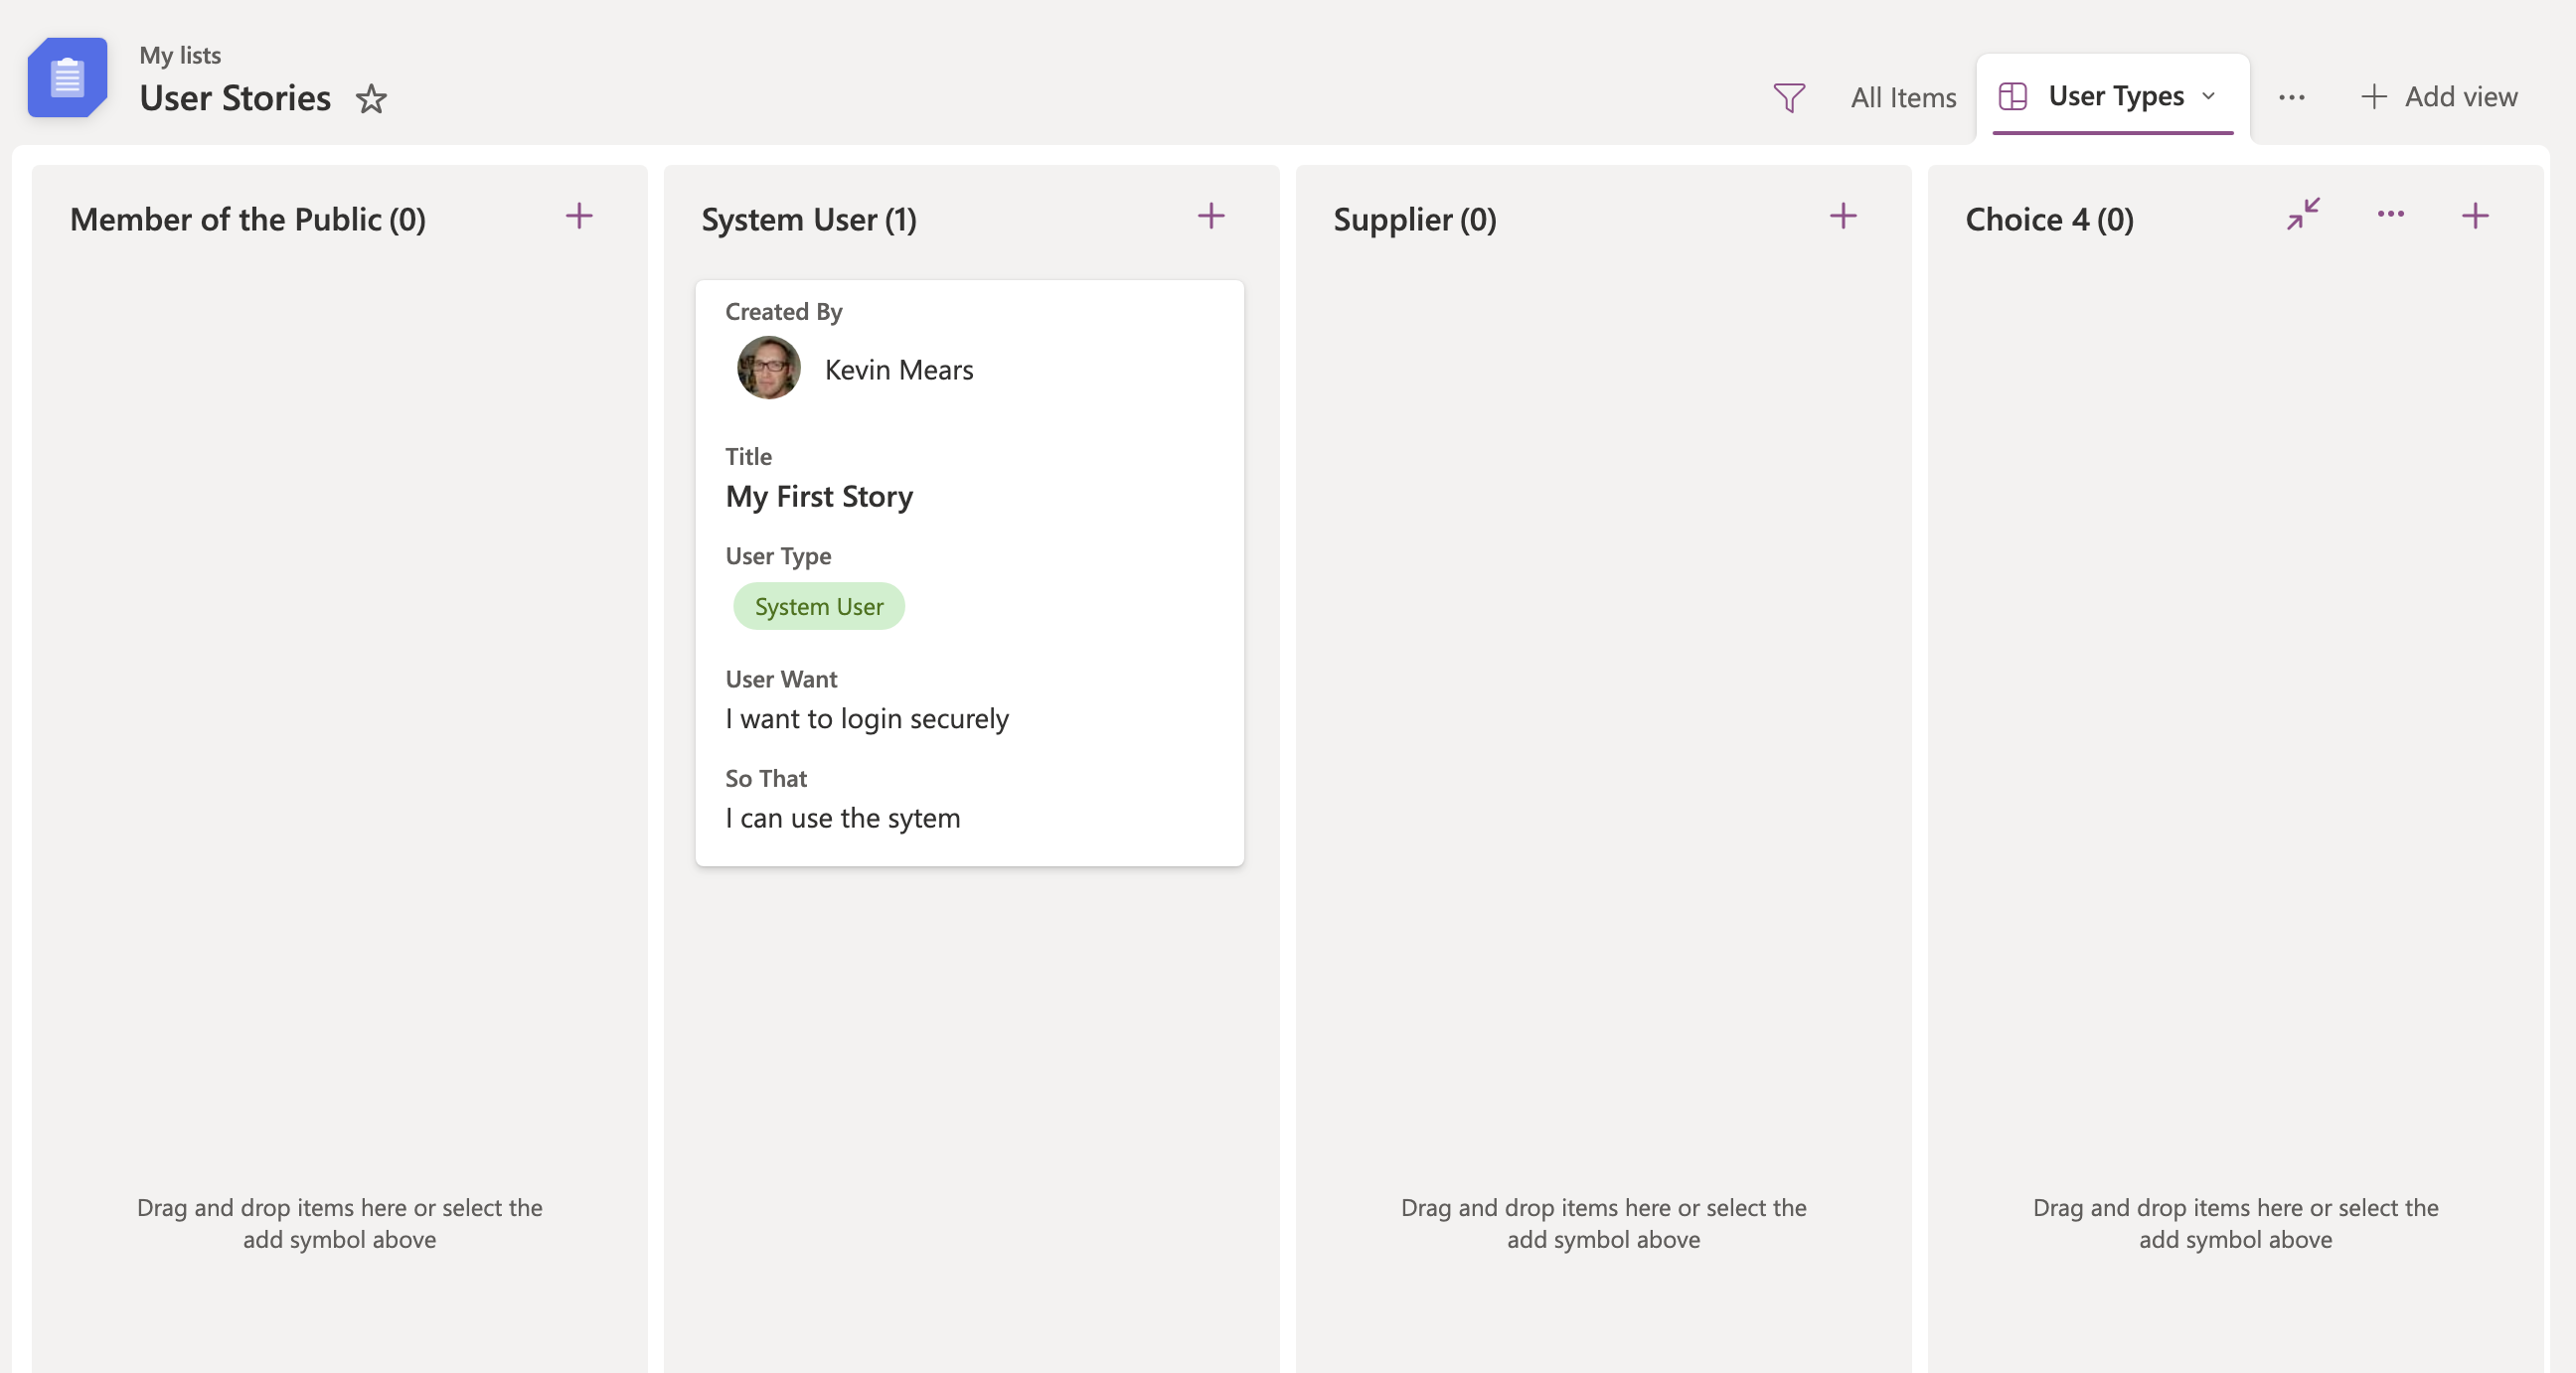 My lists
User Stories
All Items
User Types
Add view
Member of the Public (0)
System User (1)
Supplier (0)
Choice 4 (0)
Created By
Kevin Mears
Title
My First Story
User Type
System User
User Want
I want to login securely
So That
I can use the sytem
Drag and drop items here or select the
add symbol above
Drag and drop items here or select the
add symbol above
Drag and drop items here or select the
add symbol above